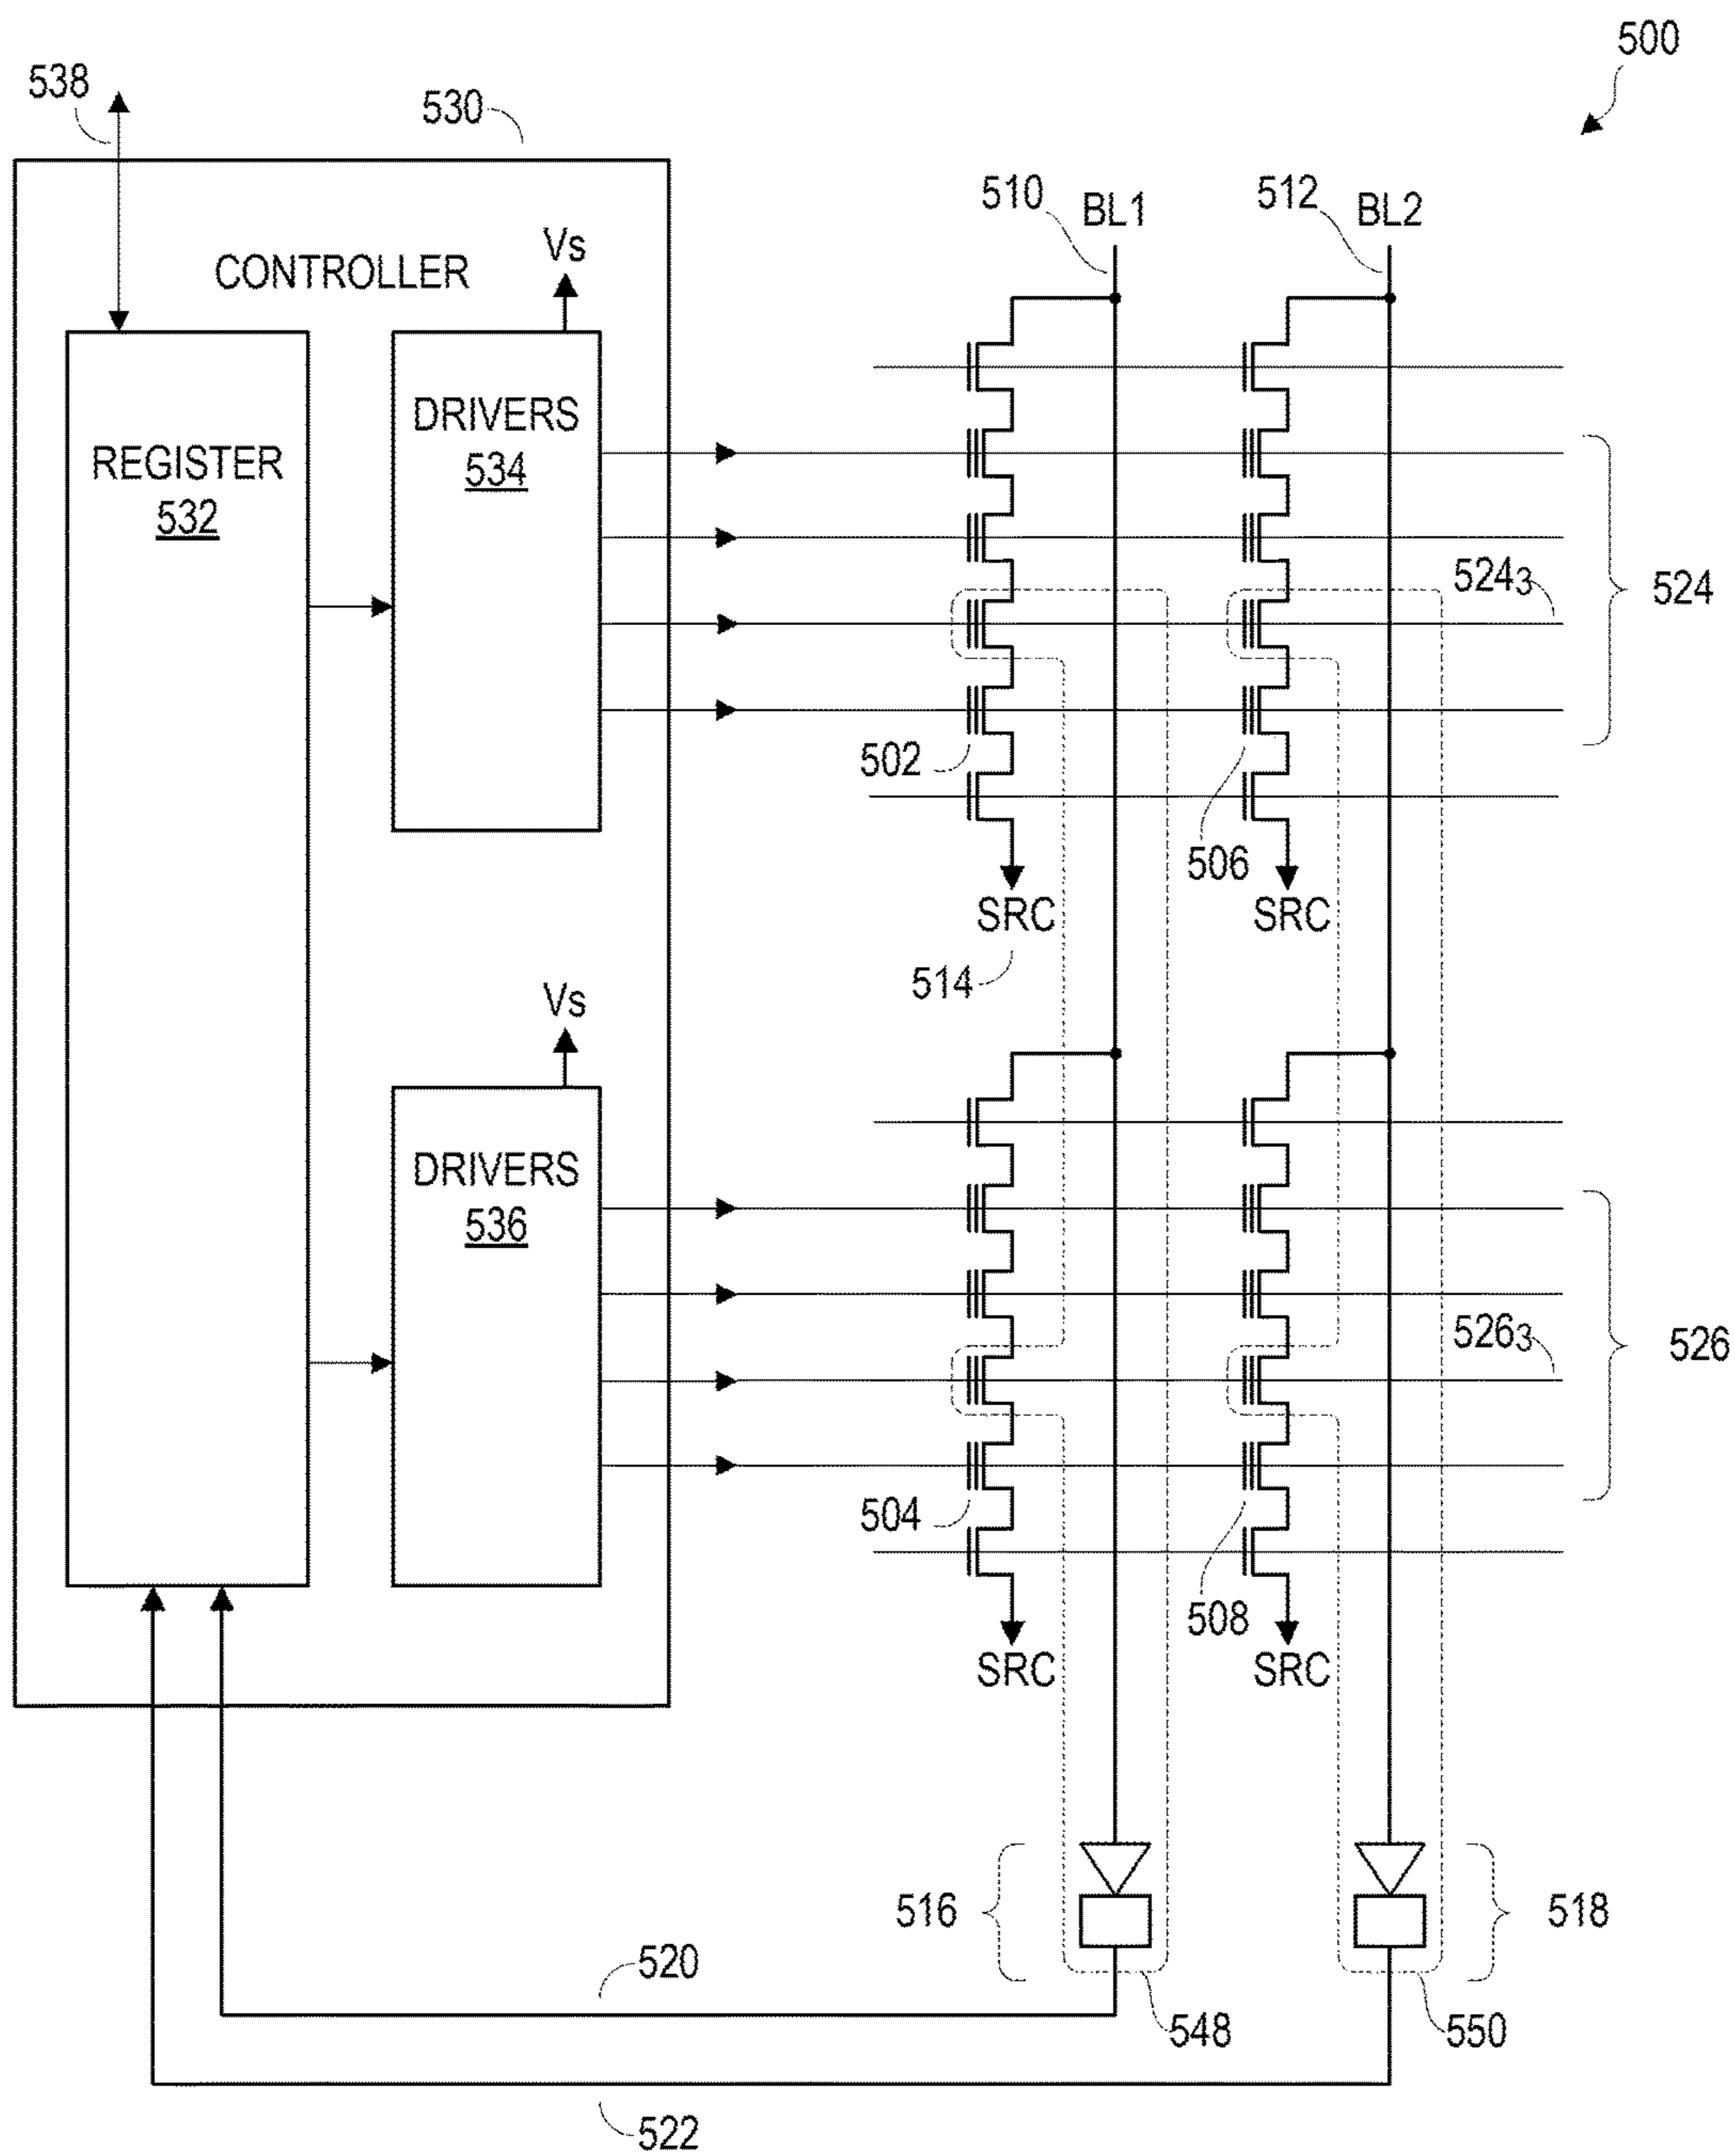 500
538
530
510
BL1
512
BL2
Vs
CONTROLLER
DRIVERS
534
REGISTER
532
524₃
524
502
506
SRC
SRC
514
Vs
DRIVERS
536
526₃
526
504
508
SRC
SRC
516
518
520
548
550
522